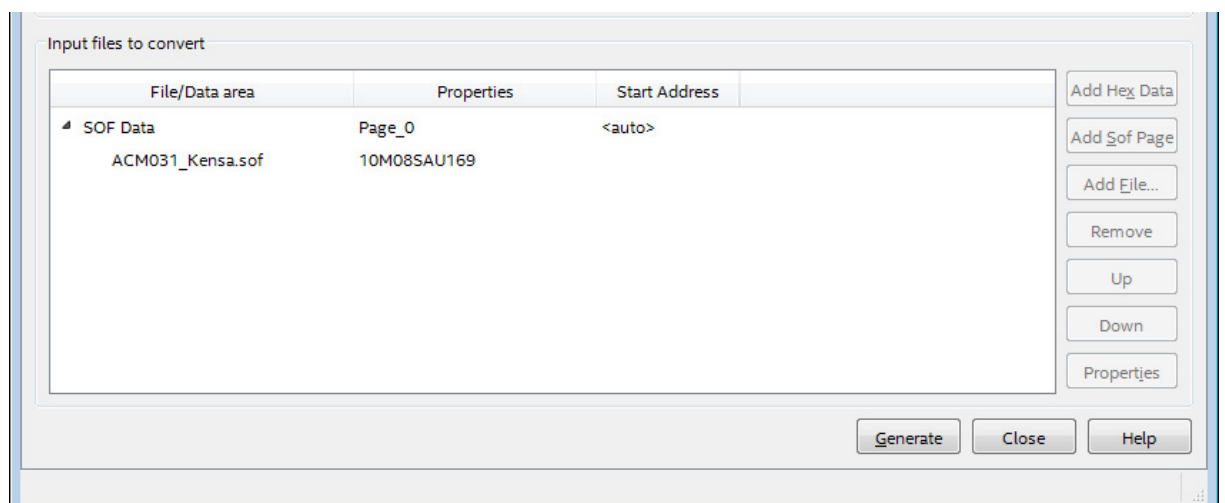 Input files to convert
File/Data area Properties Start Address
SOF Data Page_0 <auto>
ACM031_Kensa.sof 10M08SAU169
Add Hex Data
Add Sof Page
Add File...
Remove
Up
Down
Properties
Generate Close Help